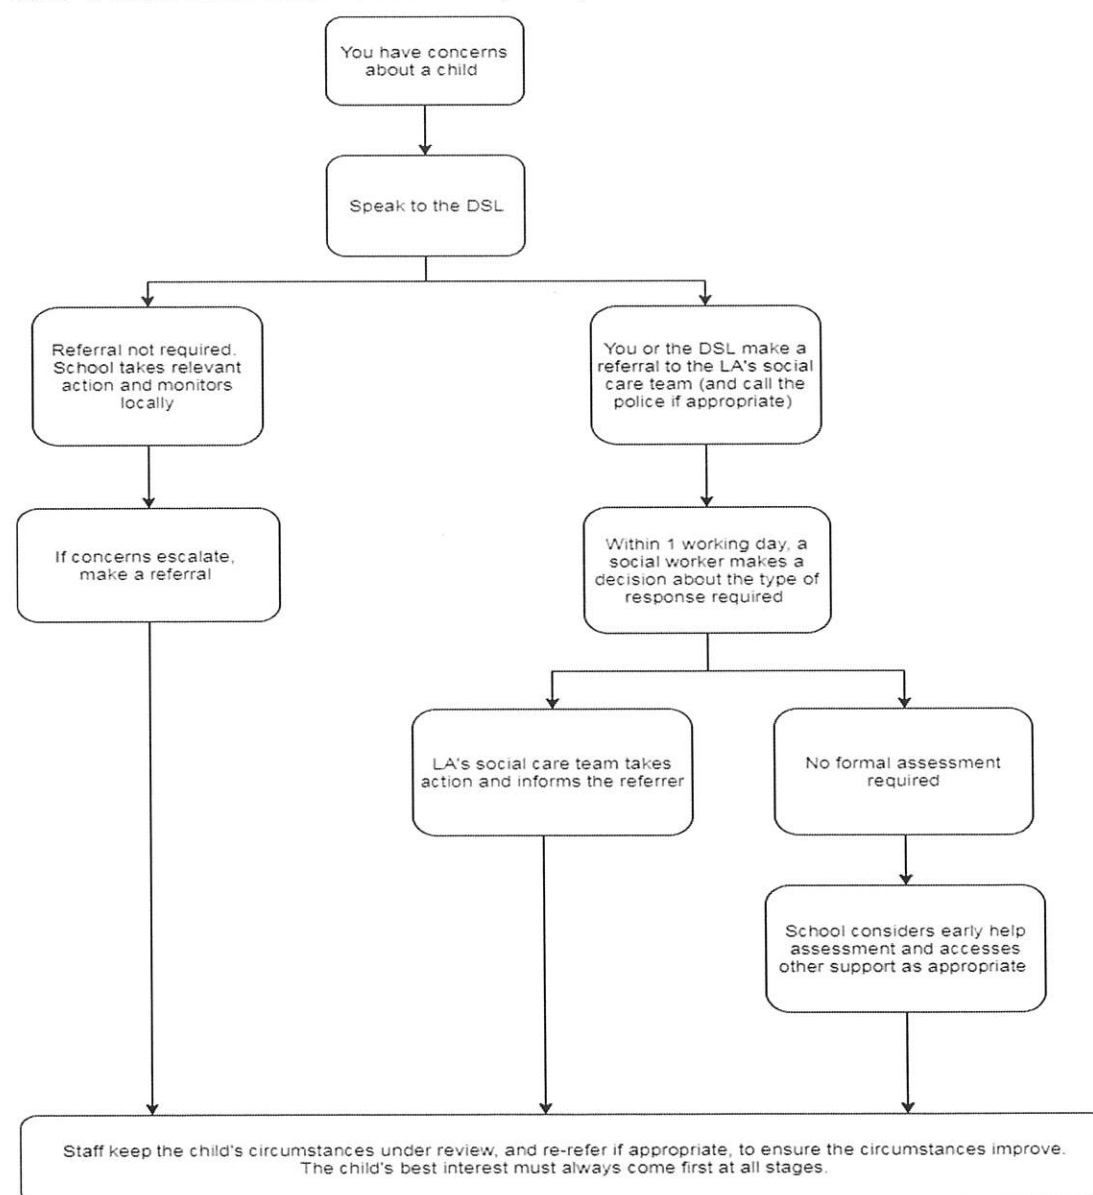 You have concerns
about a child
Speak to the DSL
Referral not required.
School takes relevant
action and monitors
locally
You or the DSL make a
referral to the LA's social
care team (and call the
police if appropriate)
If concerns escalate,
make a referral
Within 1 working day, a
social worker makes a
decision about the type of
response required
LA's social care team takes
action and informs the referrer
No formal assessment
required
School considers early help
assessment and accesses
other support as appropriate
Staff keep the child's circumstances under review, and re-refer if appropriate, to ensure the circumstances improve.
The child's best interest must always come first at all stages.